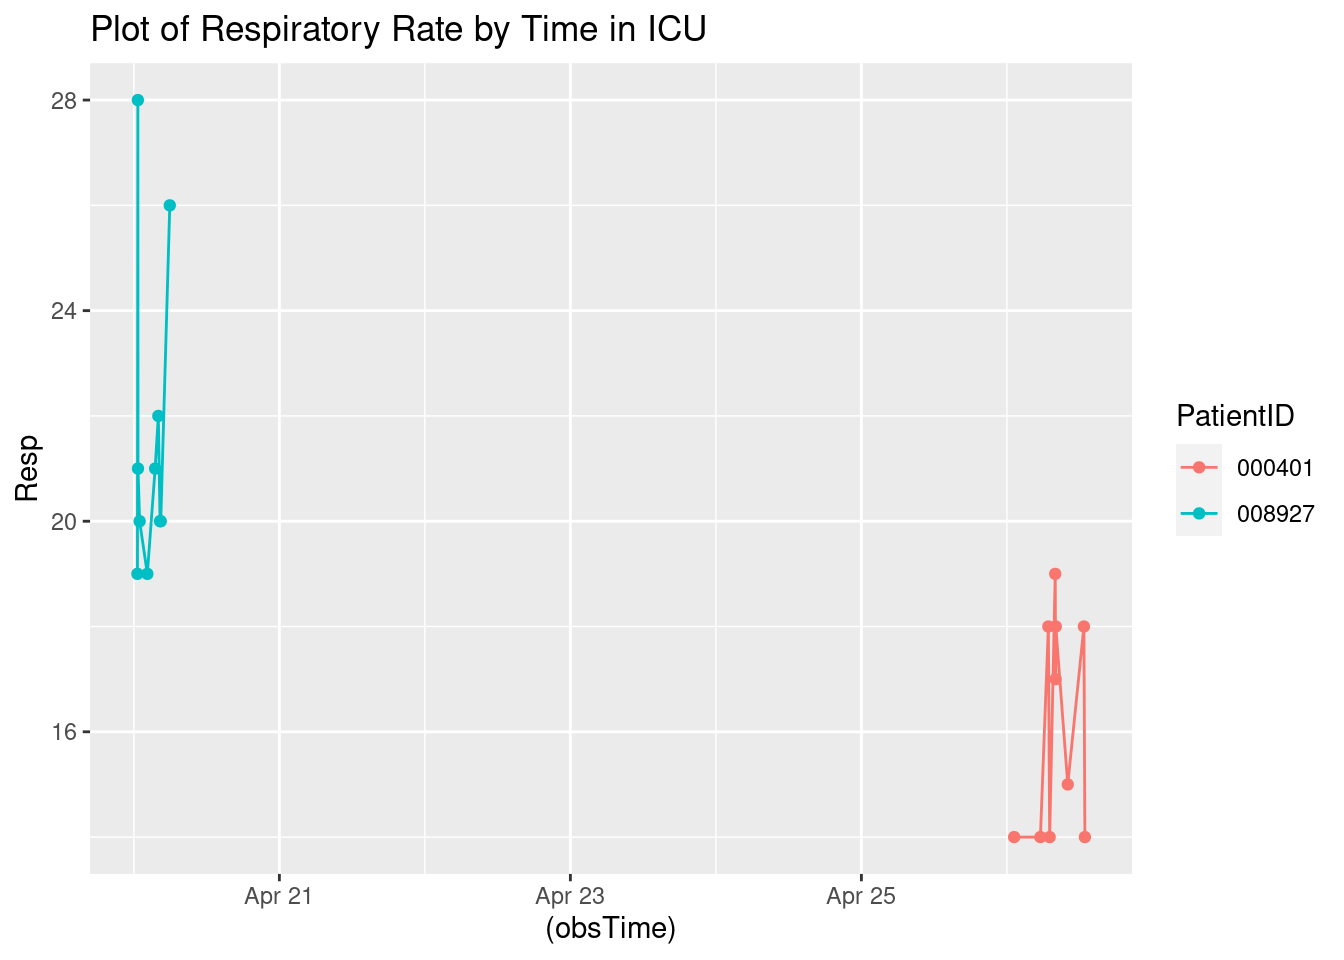 Plot of Respiratory Rate by Time in ICU
28
24
20
16
Resp
Apr 21
Apr 23
Apr 25
(obsTime)
PatientID
000401
008927